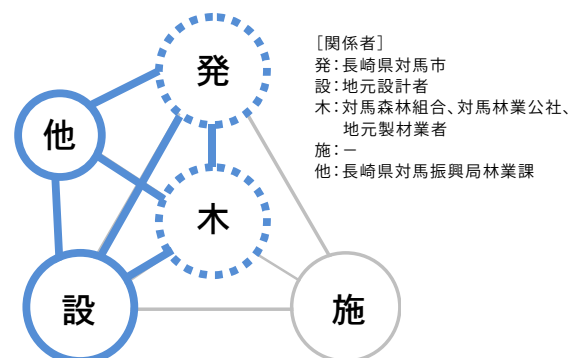 発
他
木
設
施
[関係者]
発:長崎県対馬市
設:地元設計者
木:対馬森林組合、対馬林業公社、
地元製材業者
施:－
他:長崎県対馬振興局林業課